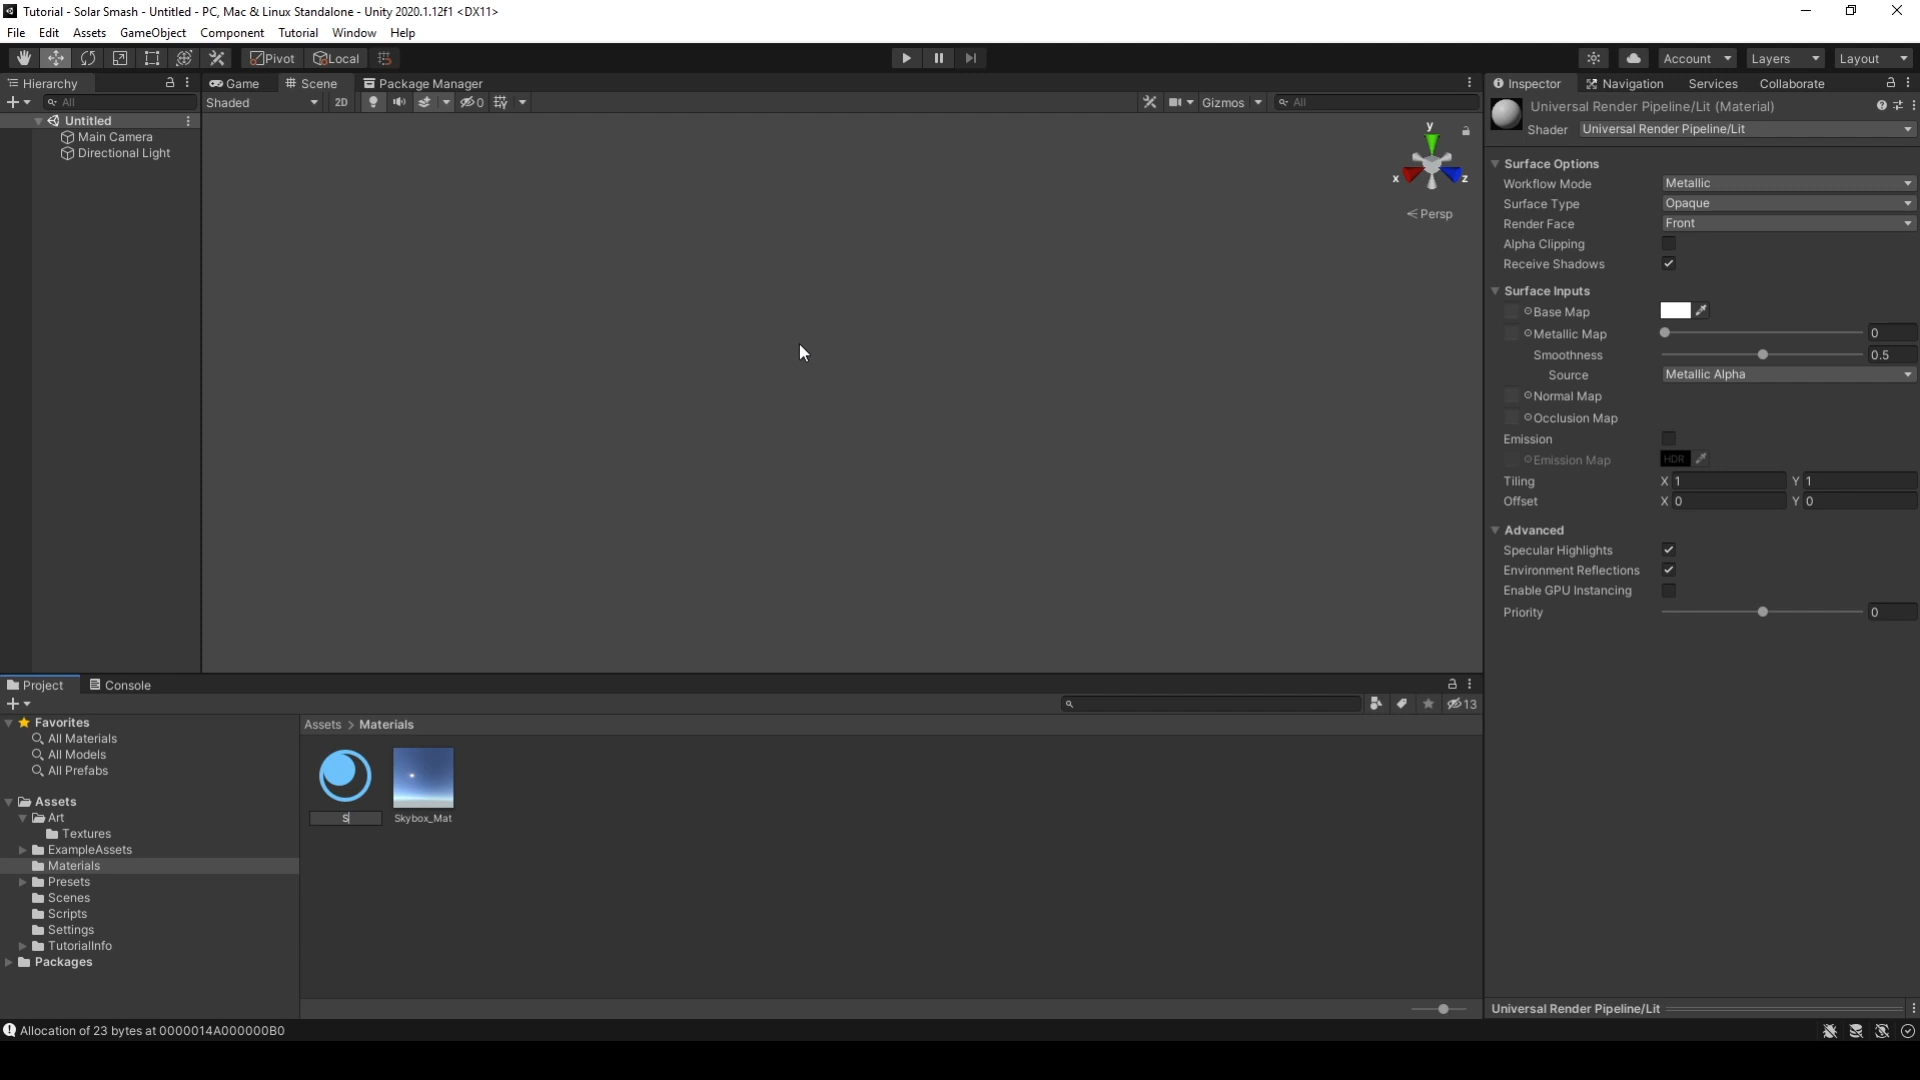 Tutorial - Solar Smash - Untitled - PC, Mac & Linux Standalone - Unity 2020.1.12f1 <DX11>
File Edit Assets GameObject Component Tutorial Window Help
Pivot Local Account Layers Layout
Hierarchy Game Scene Package Manager Inspector Navigation Services Collaborate
All Shaded 2D 0 Gizmos All
Universal Render Pipeline/Lit (Material)
Shader Universal Render Pipeline/Lit
Untitled
Main Camera
Directional Light
y
x z
Persp
Surface Options
Workflow Mode Metallic
Surface Type Opaque
Render Face Front
Alpha Clipping
Receive Shadows
Surface Inputs
Base Map
Metallic Map 0
Smoothness 0.5
Source Metallic Alpha
Normal Map
Occlusion Map
Emission
Emission Map HDR
Tiling X 1 Y 1
Offset X 0 Y 0
Advanced
Specular Highlights
Environment Reflections
Enable GPU Instancing
Priority 0
Project Console
13
Favorites
All Materials
All Models
All Prefabs
Assets
Art
Textures
ExampleAssets
Materials
Presets
Scenes
Scripts
Settings
TutorialInfo
Packages
Assets > Materials
S Skybox_Mat
Universal Render Pipeline/Lit
Allocation of 23 bytes at 0000014A000000B0